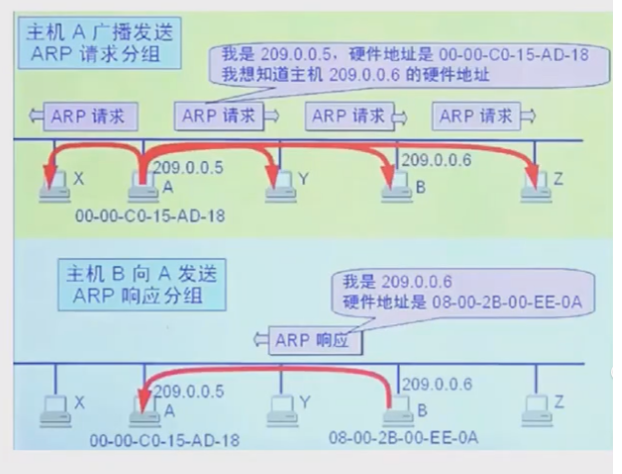 主机 A 广播发送
ARP 请求分组
我是 209.0.0.5，硬件地址是 00-00-C0-15-AD-18
我想知道主机 209.0.0.6 的硬件地址
ARP 请求
ARP 请求
ARP 请求
ARP 请求
209.0.0.5
209.0.0.6
X
A
Y
B
Z
00-00-C0-15-AD-18
主机 B 向 A 发送
ARP 响应分组
我是 209.0.0.6
硬件地址是 08-00-2B-00-EE-0A
ARP 响应
209.0.0.5
209.0.0.6
X
A
Y
B
Z
00-00-C0-15-AD-18
08-00-2B-00-EE-0A